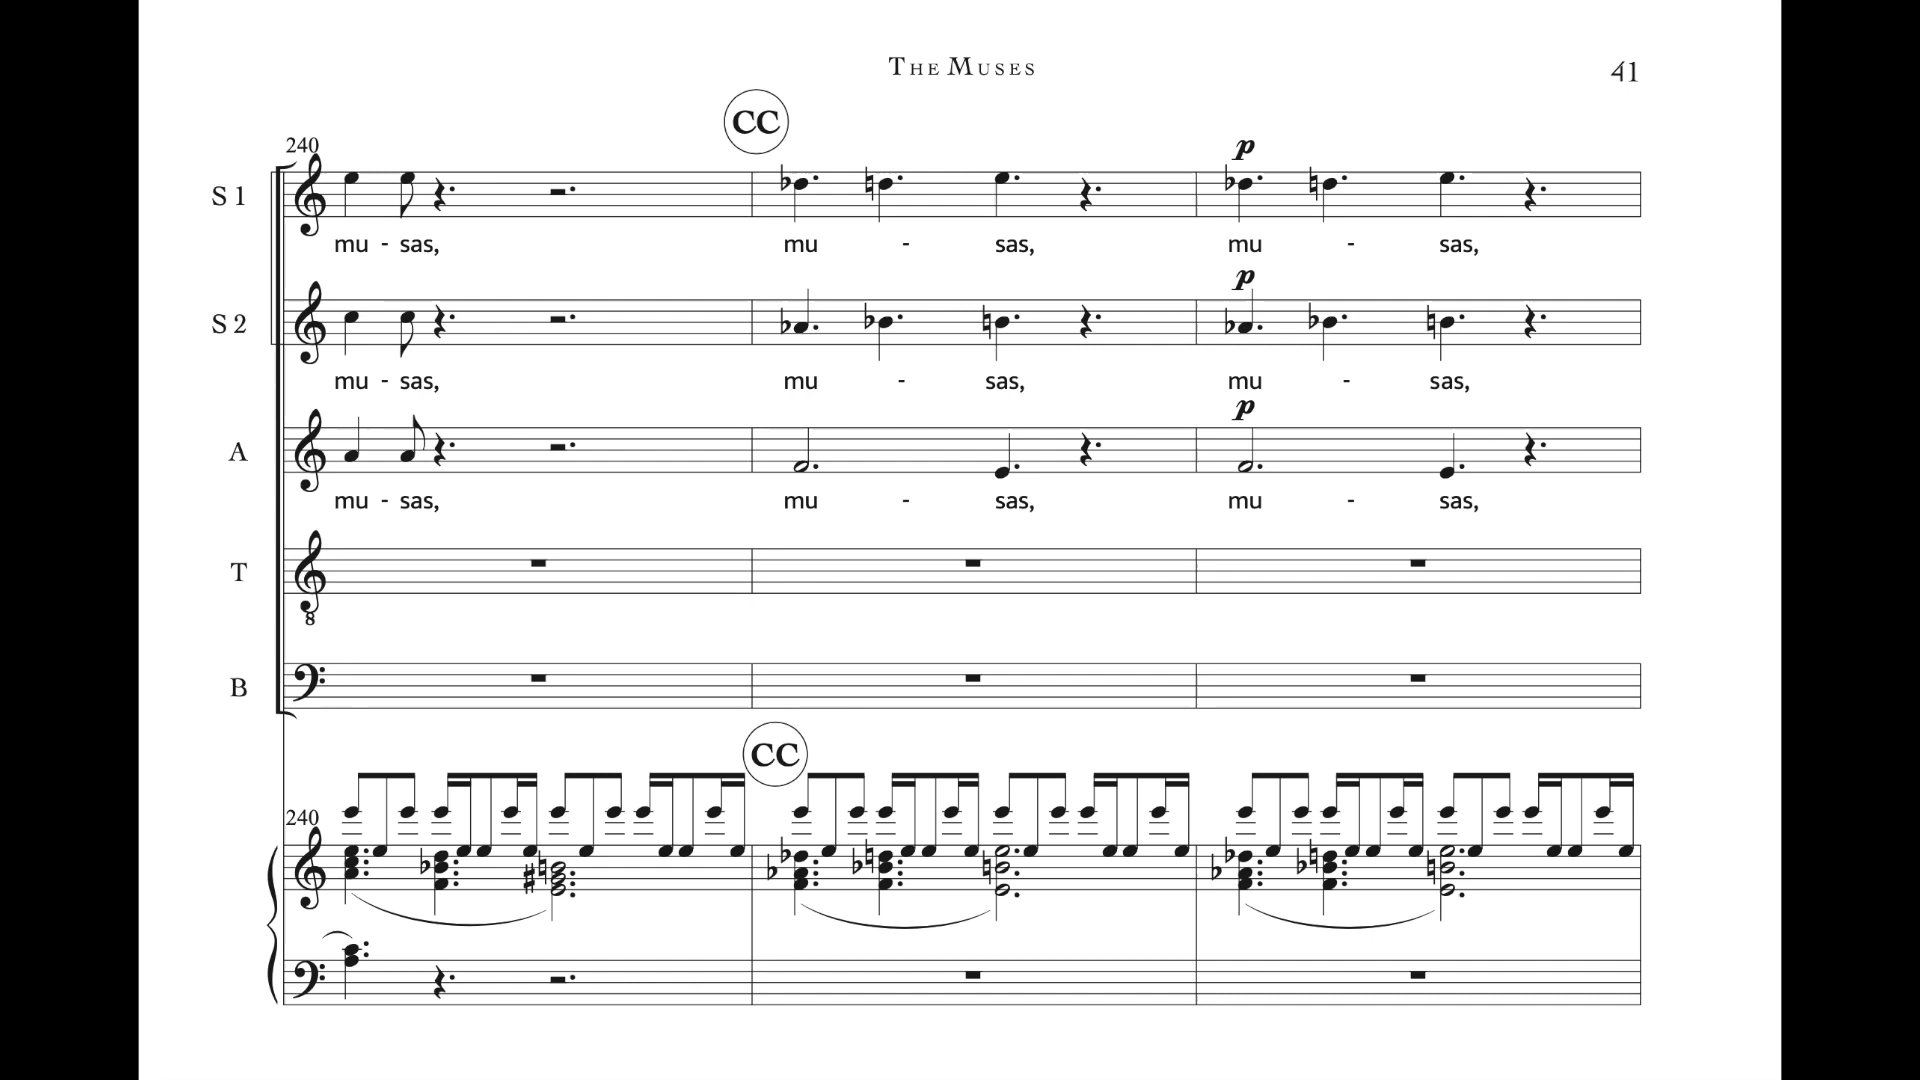 THE MUSES
41
CC
240
p
S 1
mu - sas, mu - sas, mu - sas,
p
S 2
mu - sas, mu - sas, mu - sas,
p
A
mu - sas, mu - sas, mu - sas,
T
8
B
CC
240